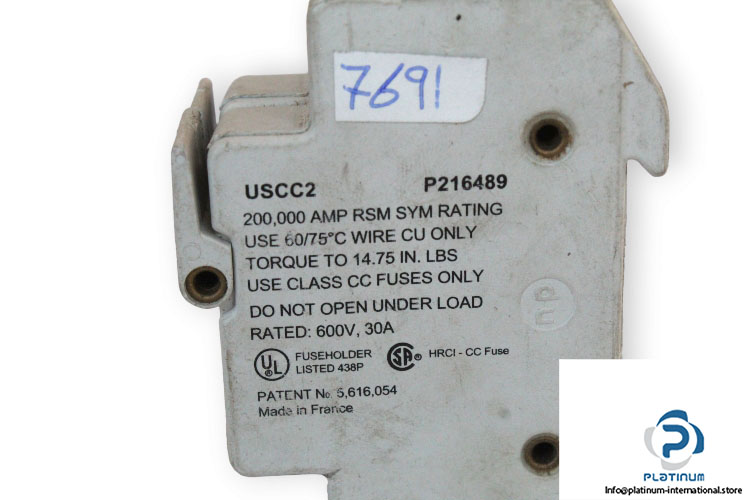 7691
USCC2 P216489
200,000 AMP RSM SYM RATING
USE 60/75°C WIRE CU ONLY
TORQUE TO 14.75 IN. LBS
USE CLASS CC FUSES ONLY
DO NOT OPEN UNDER LOAD
RATED: 600V, 30A
UL ® FUSEHOLDER
LISTED 438P
SA ® HRCI - CC Fuse
PATENT No. 5,616,054
Made in France
PLATINUM
Info@platinum-international.store